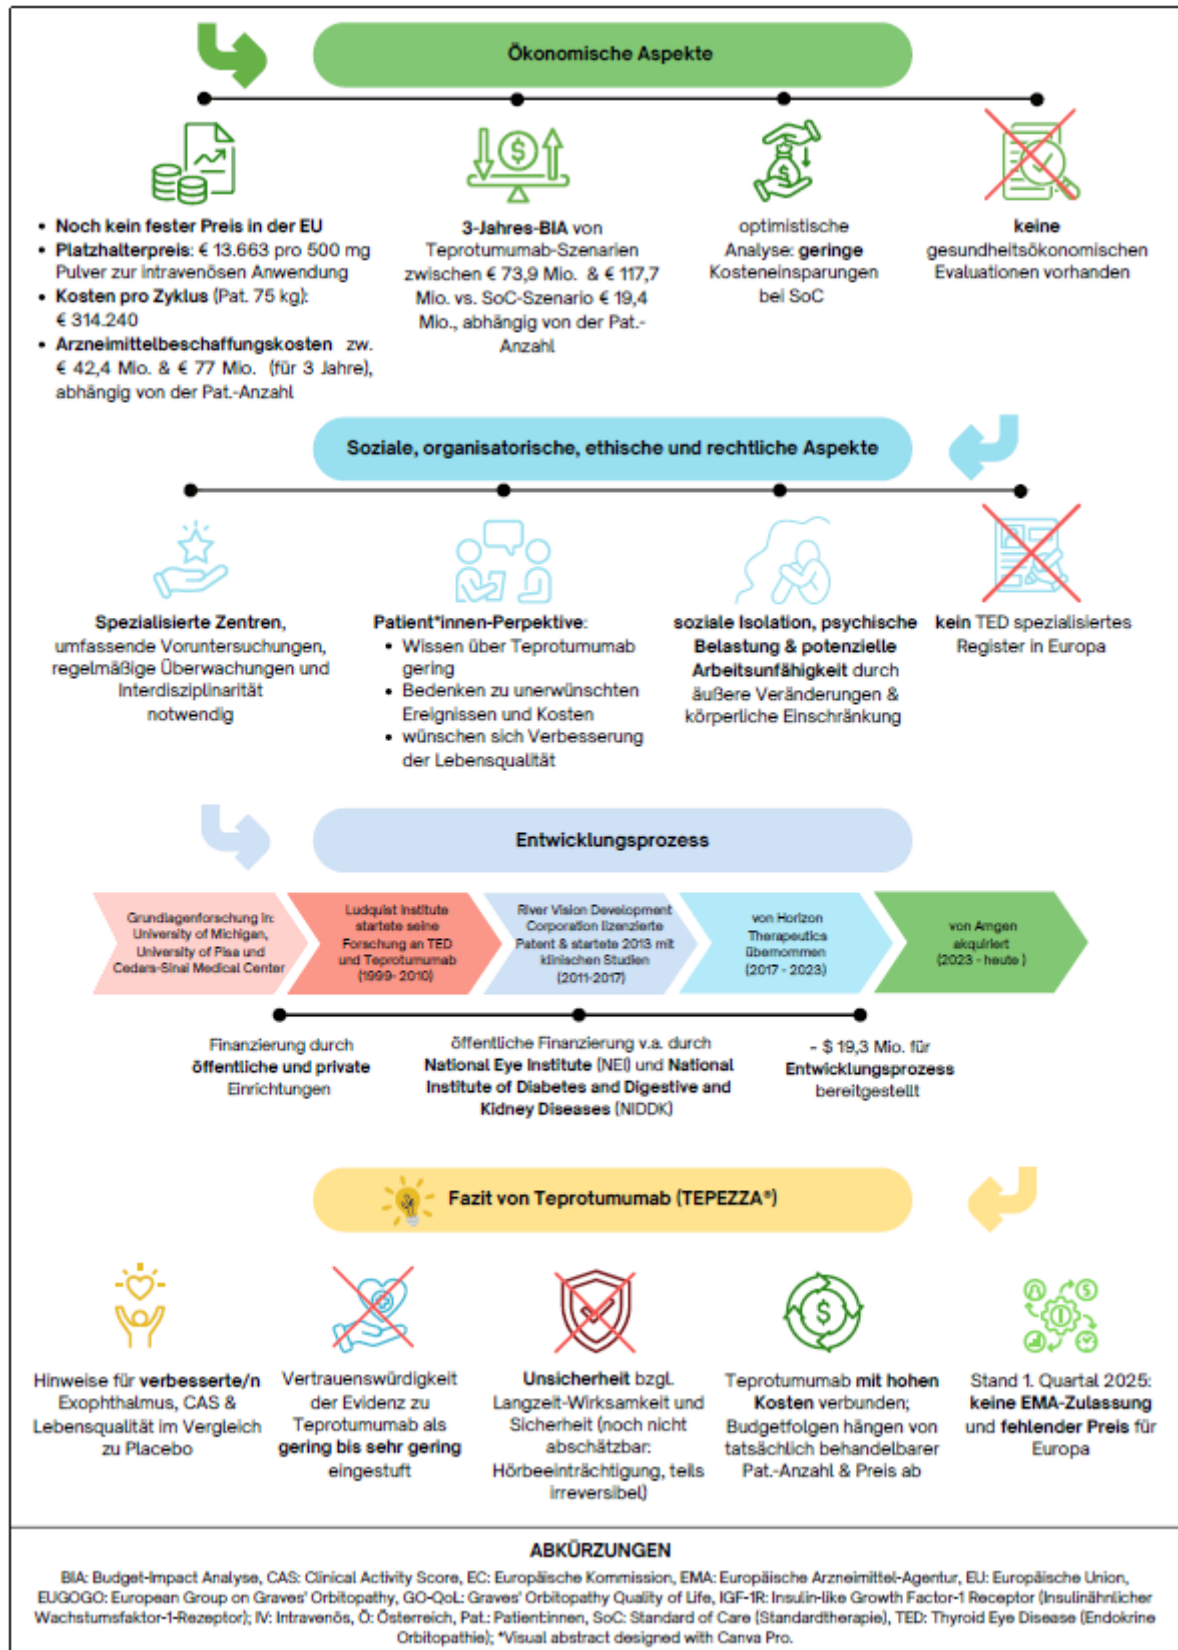 Ökonomische Aspekte
• Noch kein fester Preis in der EU
• Platzhalterpreis: € 13.663 pro 500 mg
Pulver zur intravenösen Anwendung
• Kosten pro Zyklus (Pat. 75 kg):
€ 314.240
• Arzneimittelbeschaffungskosten zw.
€ 42,4 Mio. & € 77 Mio. (für 3 Jahre),
abhängig von der Pat.-Anzahl
3-Jahres-BIA von
Teprotumumab-Szenarien
zwischen € 73,9 Mio. & € 117,7
Mio. vs. SoC-Szenario € 19,4
Mio., abhängig von der Pat.-
Anzahl
optimistische
Analyse: geringe
Kosteneinsparungen
bei SoC
keine
gesundheitsökonomischen
Evaluationen vorhanden
Soziale, organisatorische, ethische und rechtliche Aspekte
Spezialisierte Zentren,
umfassende Voruntersuchungen,
regelmäßige Überwachungen und
Interdisziplinarität
notwendig
Patient*innen-Perpektive:
• Wissen über Teprotumumab
gering
• Bedenken zu unerwünschten
Ereignissen und Kosten
• wünschen sich Verbesserung
der Lebensqualität
soziale Isolation, psychische
Belastung & potenzielle
Arbeitsunfähigkeit durch
äußere Veränderungen &
körperliche Einschränkung
kein TED spezialisiertes
Register in Europa
Entwicklungsprozess
Grundlagenforschung in:
University of Michigan,
University of Pisa und
Cedars-Sinai Medical Center
Ludquist Institute
startete seine
Forschung an TED
und Teprotumumab
(1999- 2010)
River Vision Development
Corporation lizenzierte
Patent & startete 2013 mit
klinischen Studien
(2011-2017)
von Horizon
Therapeutics
übernommen
(2017 - 2023)
von Amgen
akquiriert
(2023 - heute )
Finanzierung durch
öffentliche und private
Einrichtungen
öffentliche Finanzierung v.a. durch
National Eye Institute (NEI) und National
Institute of Diabetes and Digestive and
Kidney Diseases (NIDDK)
~ $ 19,3 Mio. für
Entwicklungsprozess
bereitgestellt
Fazit von Teprotumumab (TEPEZZA®)
Hinweise für verbesserte/n
Exophthalmus, CAS &
Lebensqualität im Vergleich
zu Placebo
Vertrauenswürdigkeit
der Evidenz zu
Teprotumumab als
gering bis sehr gering
eingestuft
Unsicherheit bzgl.
Langzeit-Wirksamkeit und
Sicherheit (noch nicht
abschätzbar:
Hörbeeinträchtigung, teils
irreversibel)
Teprotumumab mit hohen
Kosten verbunden;
Budgetfolgen hängen von
tatsächlich behandelbarer
Pat.-Anzahl & Preis ab
Stand 1. Quartal 2025:
keine EMA-Zulassung
und fehlender Preis für
Europa
ABKÜRZUNGEN
BIA: Budget-Impact Analyse, CAS: Clinical Activity Score, EC: Europäische Kommission, EMA: Europäische Arzneimittel-Agentur, EU: Europäische Union,
EUGOGO: European Group on Graves' Orbitopathy, GO-QoL: Graves' Orbitopathy Quality of Life, IGF-1R: Insulin-like Growth Factor-1 Receptor (Insulinähnlicher
Wachstumsfaktor-1-Rezeptor); IV: Intravenös, Ö: Österreich, Pat.: Patient:innen, SoC: Standard of Care (Standardtherapie), TED: Thyroid Eye Disease (Endokrine
Orbitopathie); *Visual abstract designed with Canva Pro.